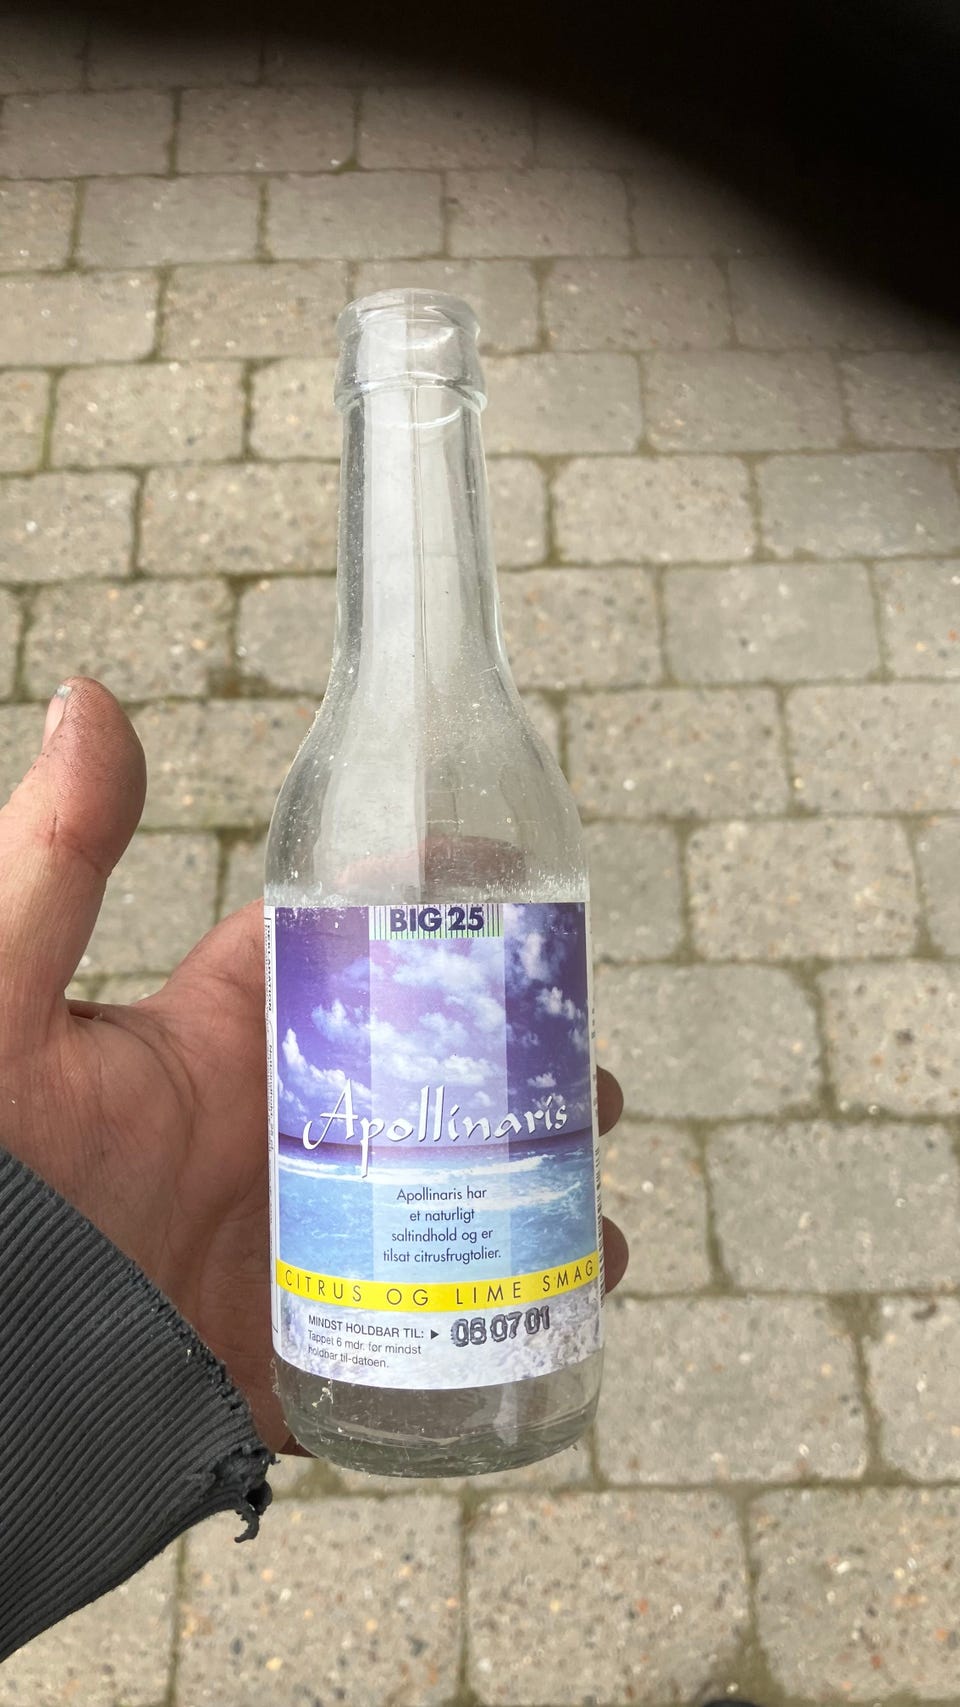 BIG 25
Apollinaris
Apollinaris har
et naturligt
saltindhold og er
tilsat citrusfrugtolier.
CITRUS OG LIME SMAG
MINDST HOLDBAR TIL:
Tappet 6 mdr. før mindst
holdbar til-datoen.
06 07 01